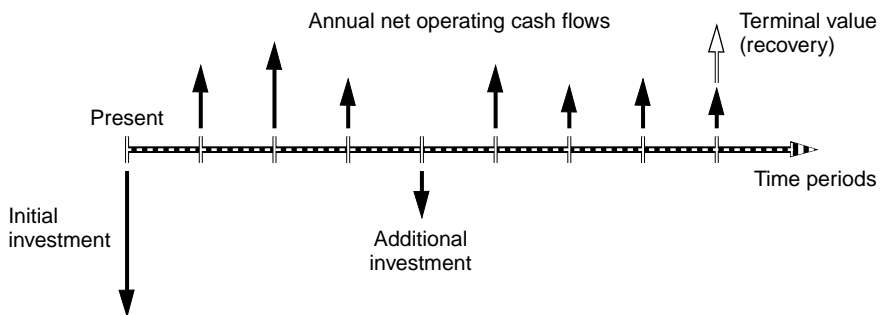 Annual net operating cash flows
Terminal value
(recovery)
Present
Time periods
Initial
investment
Additional
investment